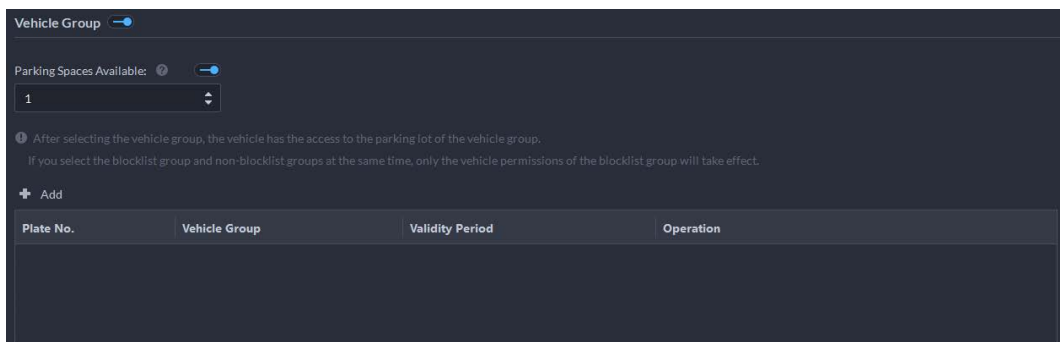 Vehicle Group
Parking Spaces Available:
1
After selecting the vehicle group, the vehicle has the access to the parking lot of the vehicle group.
If you select the blocklist group and non-blocklist groups at the same time, only the vehicle permissions of the blocklist group will take effect.
Add
Plate No. Vehicle Group Validity Period Operation